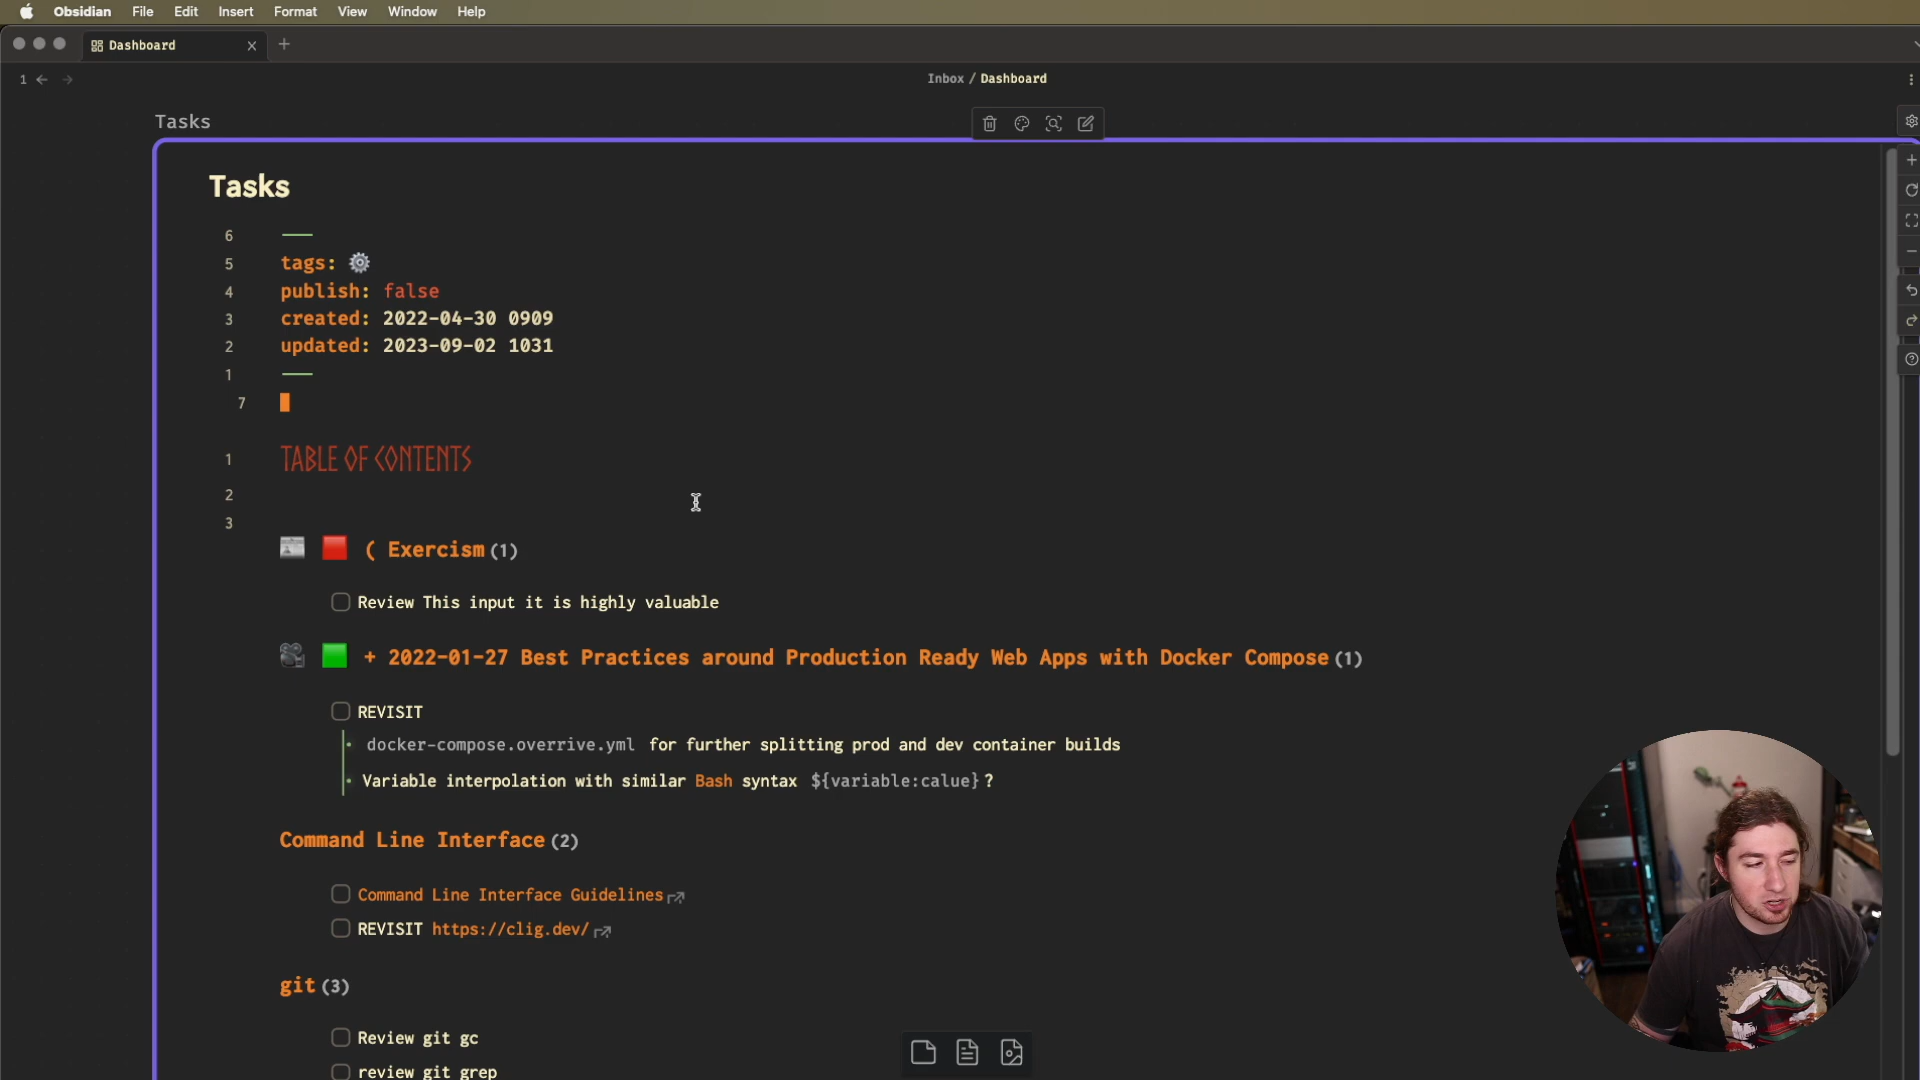 Obsidian File Edit Insert Format View Window Help
Dashboard
1
Inbox / Dashboard
Tasks
Tasks
6 ---
5 tags: ⚙️
4 publish: false
3 created: 2022-04-30 0909
2 updated: 2023-09-02 1031
1 ---
7
1 TABLE OF CONTENTS
2
3
( Exercism (1)
Review This input it is highly valuable
+ 2022-01-27 Best Practices around Production Ready Web Apps with Docker Compose (1)
REVISIT
docker-compose.overrive.yml for further splitting prod and dev container builds
Variable interpolation with similar Bash syntax ${variable:calue}?
Command Line Interface (2)
Command Line Interface Guidelines
REVISIT https://clig.dev/
git (3)
Review git gc
review git grep